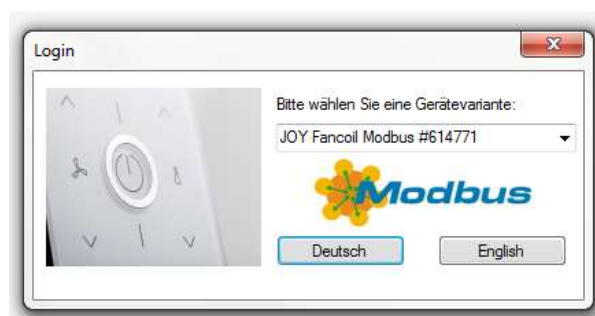 Login
Bitte wählen Sie eine Gerätevariante:
JOY Fancoil Modbus #614771
Modbus
Deutsch
English